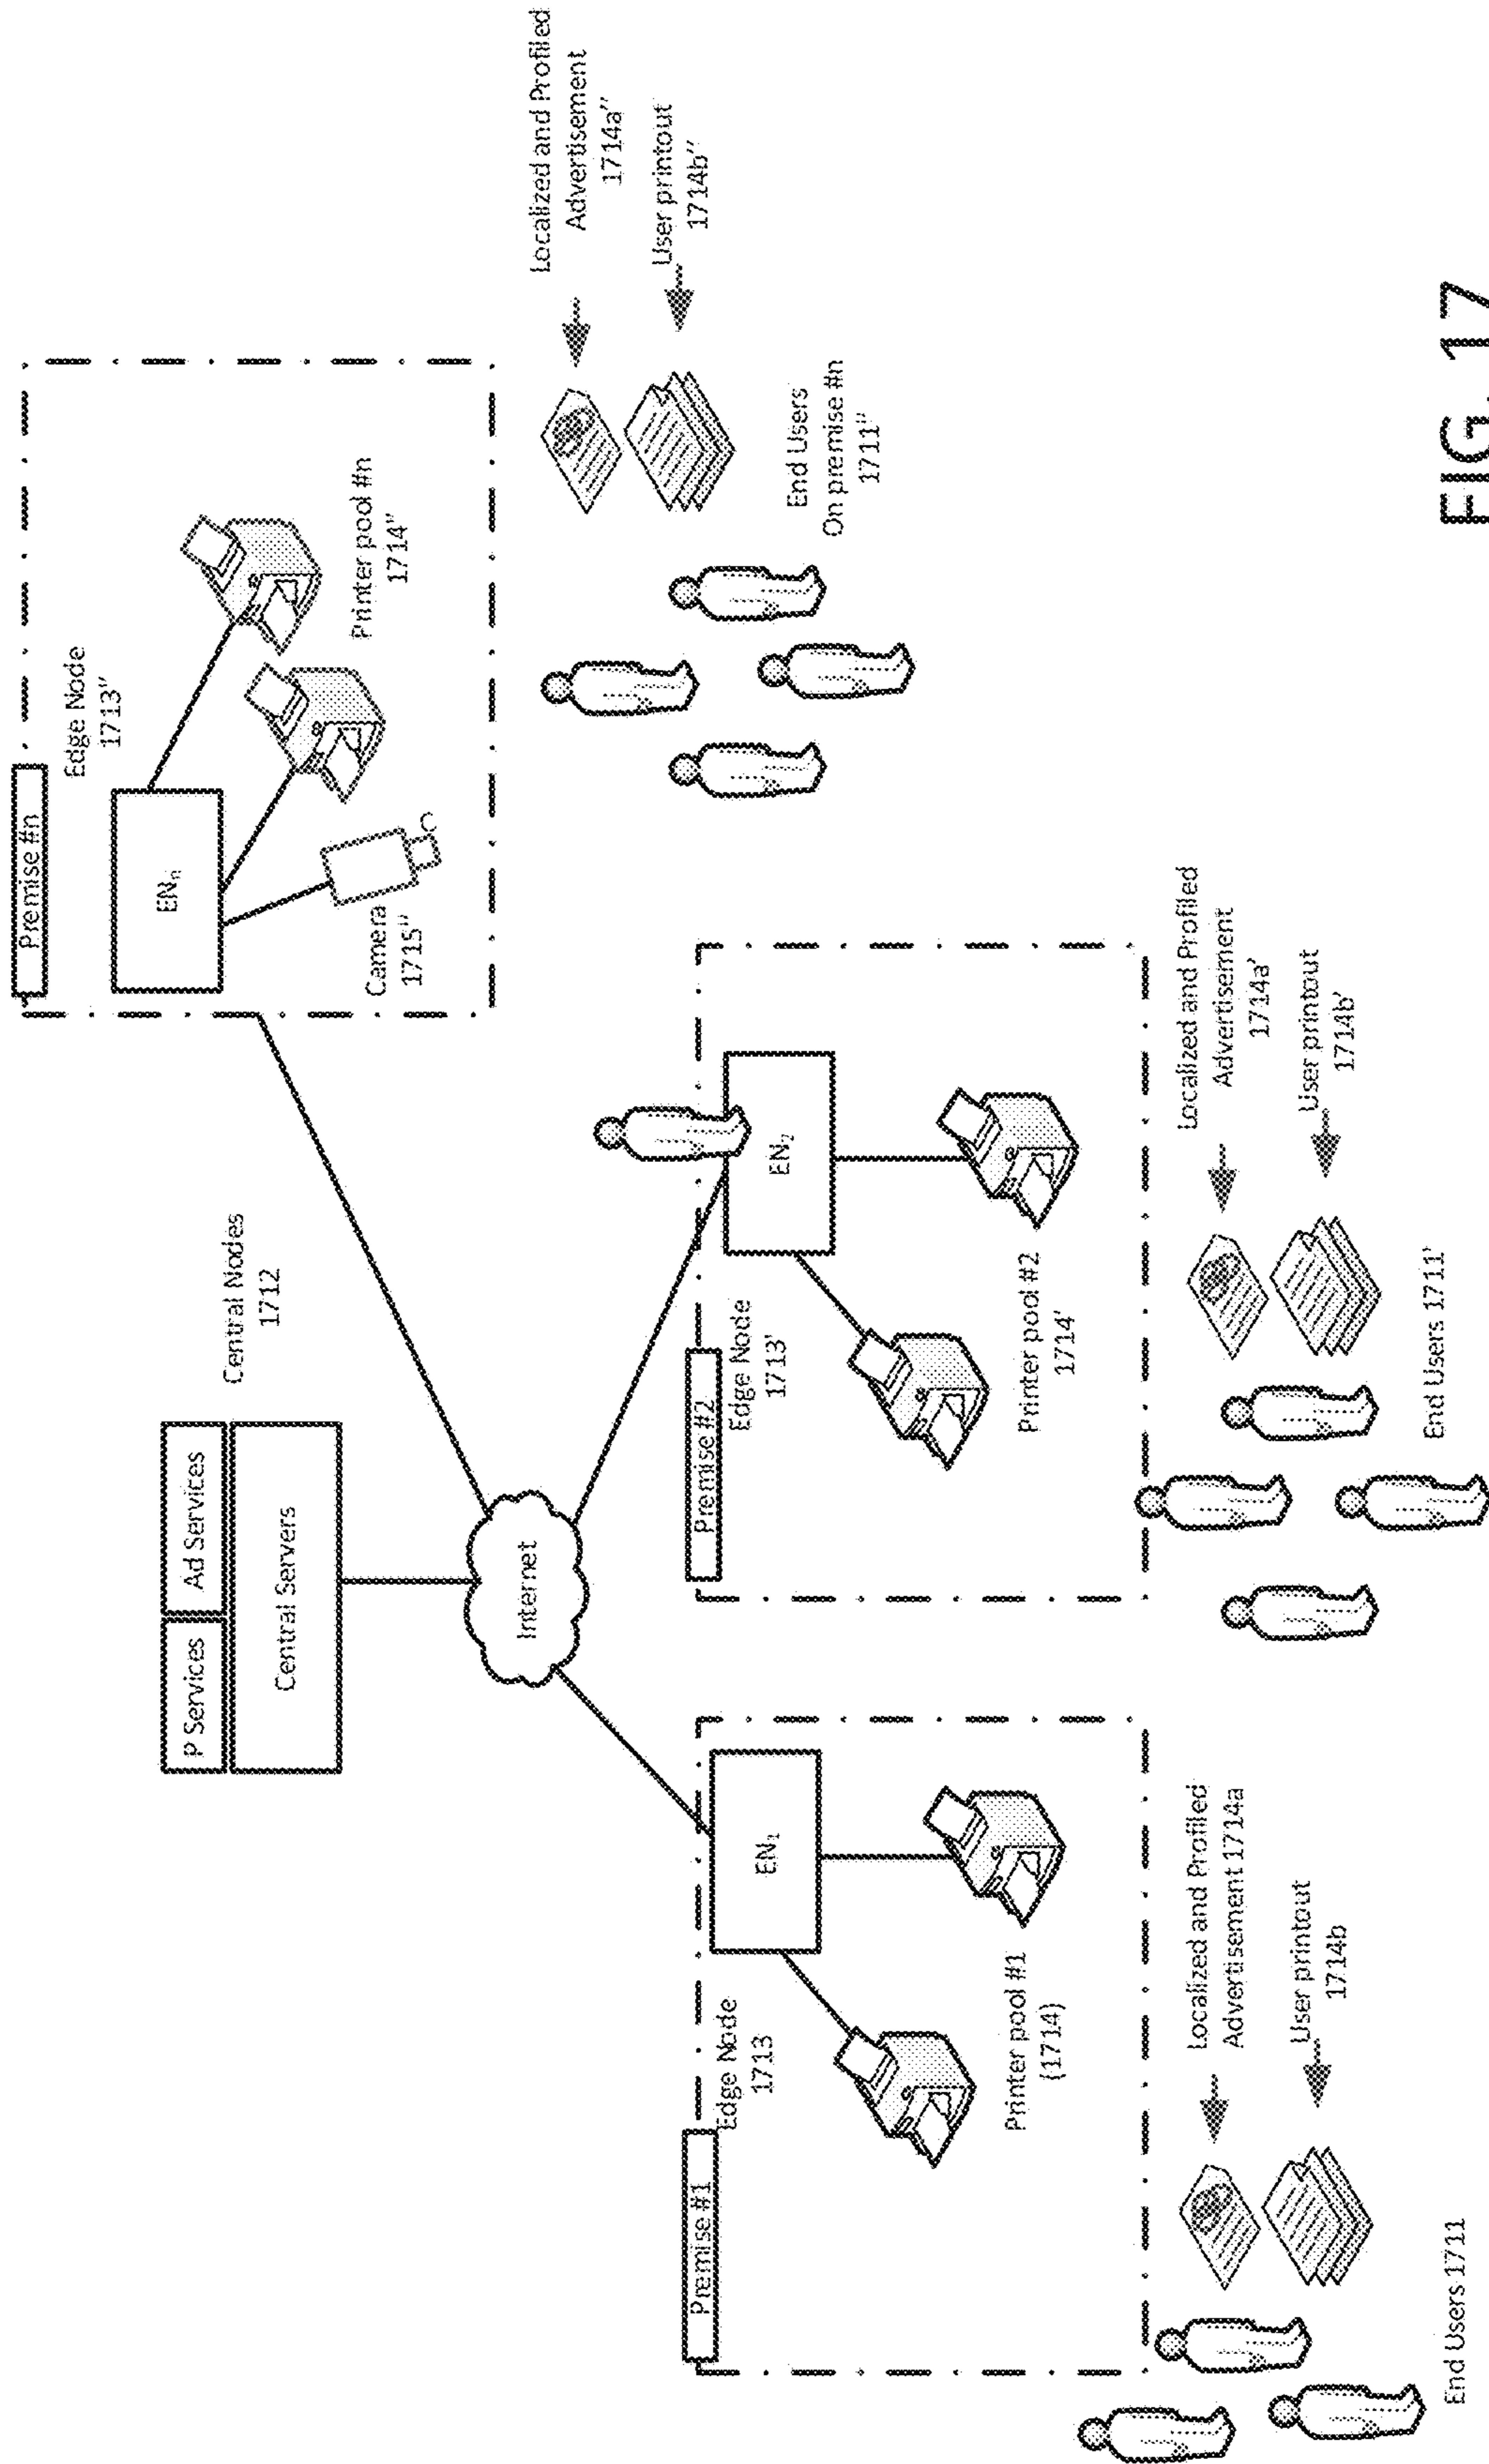 P Services
Ad Services
Central Servers
Central Nodes
1712
Internet
Premise #1
Edge Node
1713
EN₁
Printer pool #1
(1714)
Localized and Profiled
Advertisement 1714a
User printout
1714b
End Users 1711
Premise #2
Edge Node
1713'
EN₂
Printer pool #2
1714'
Localized and Profiled
Advertisement
1714a'
User printout
1714b'
End Users 1711'
Premise #n
Edge Node
1713''
ENₙ
Camera
1715''
Printer pool #n
1714''
Localized and Profiled
Advertisement
1714a''
User printout
1714b''
End Users
On premise #n
1711''
FIG. 17